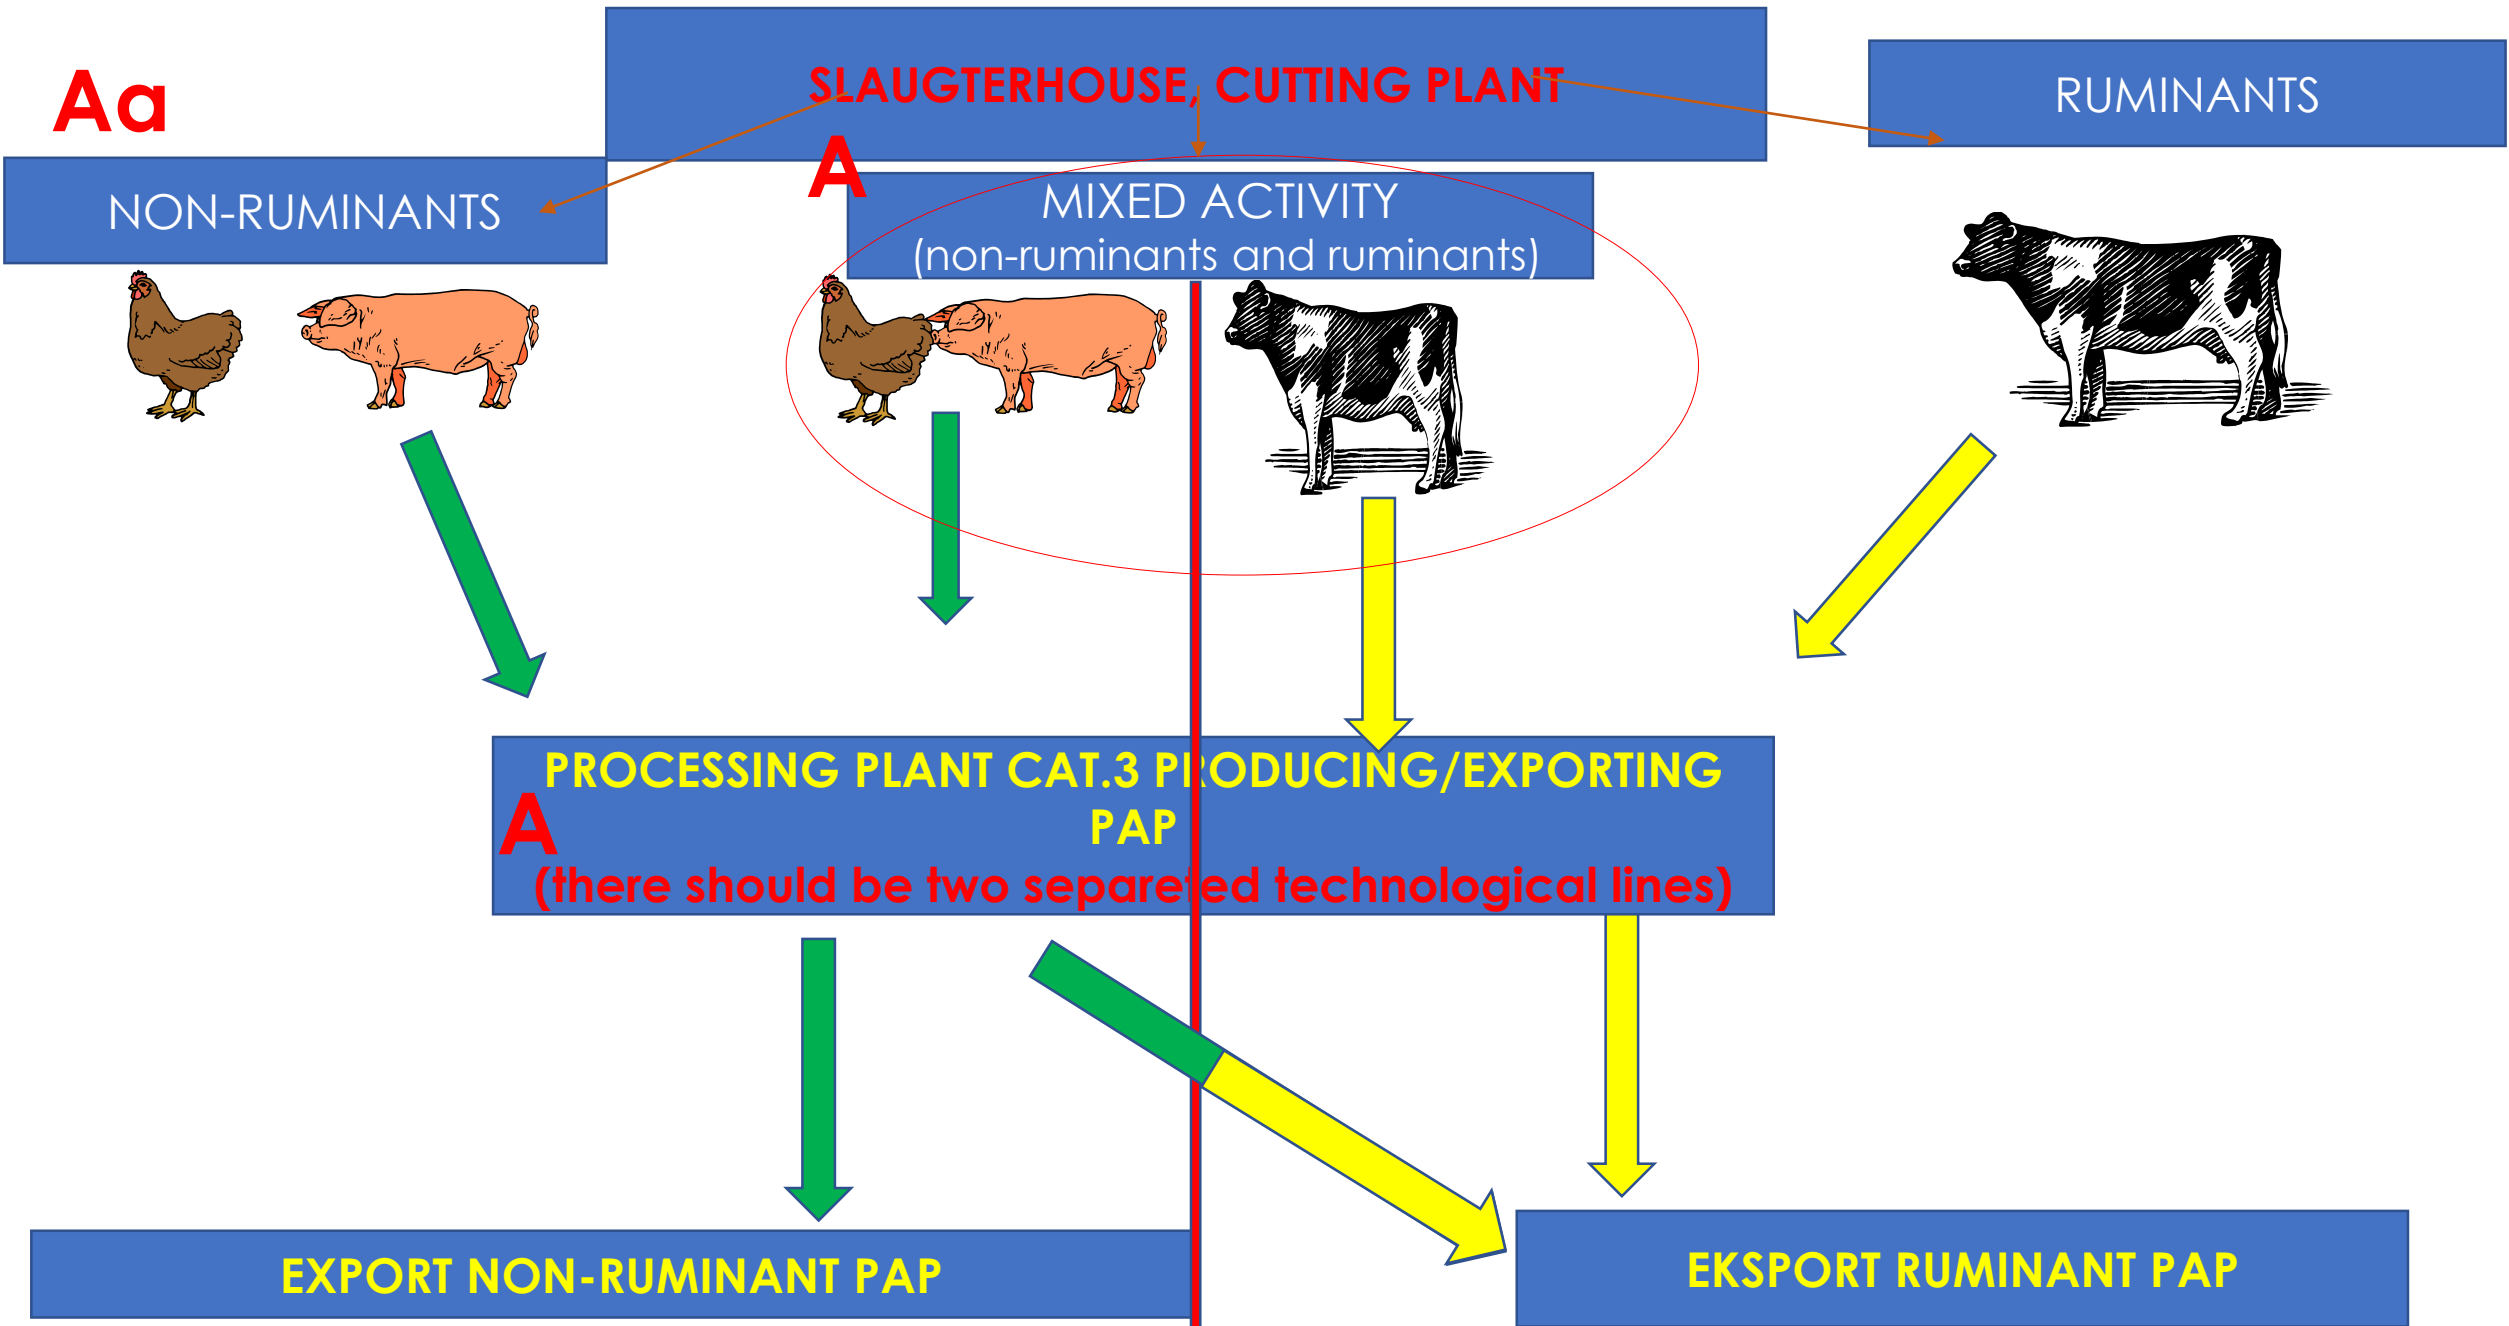 Aa
SLAUGTERHOUSE, CUTTING PLANT
RUMINANTS
A
NON-RUMINANTS
MIXED ACTIVITY
(non-ruminants and ruminants)
PROCESSING PLANT CAT.3 PRODUCING/EXPORTING
PAP
A
(there should be two separeted technological lines)
EXPORT NON-RUMINANT PAP
EKSPORT RUMINANT PAP